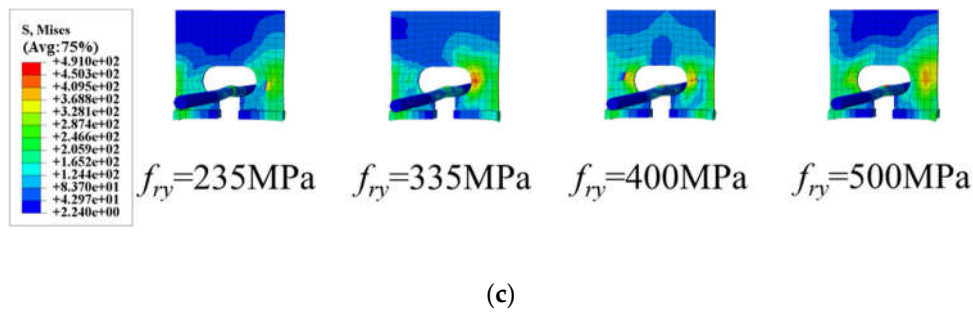 S, Mises
(Avg:75%)
+4.910e+02
+4.503e+02
+4.095e+02
+3.688e+02
+3.281e+02
+2.874e+02
+2.466e+02
+2.059e+02
+1.652e+02
+1.244e+02
+8.370e+01
+4.297e+01
+2.240e+00
fry=235MPa
fry=335MPa
fry=400MPa
fry=500MPa
(c)